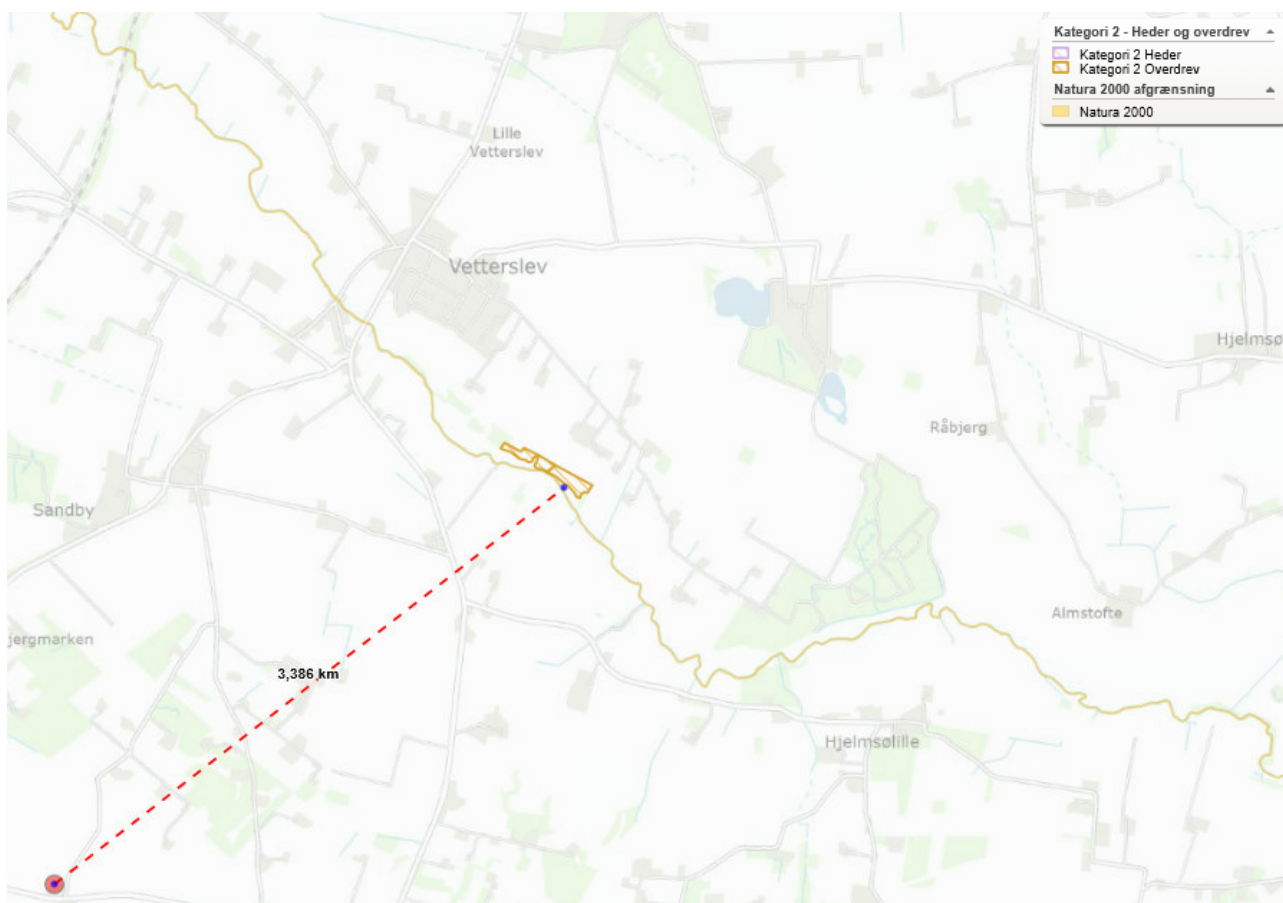 Kategori 2 - Heder og overdrev
Kategori 2 Heder
Kategori 2 Overdrev
Natura 2000 afgrænsning
Natura 2000
Lille
Vetterslev
Vetterslev
Hjelmsø
Råbjerg
Sandby
Almstofte
jergmarken
3,386 km
Hjelmsølille